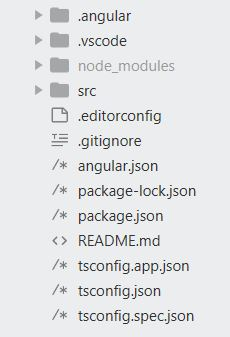 .angular
.vscode
node_modules
src
.editorconfig
.gitignore
angular.json
package-lock.json
package.json
README.md
tsconfig.app.json
tsconfig.json
tsconfig.spec.json